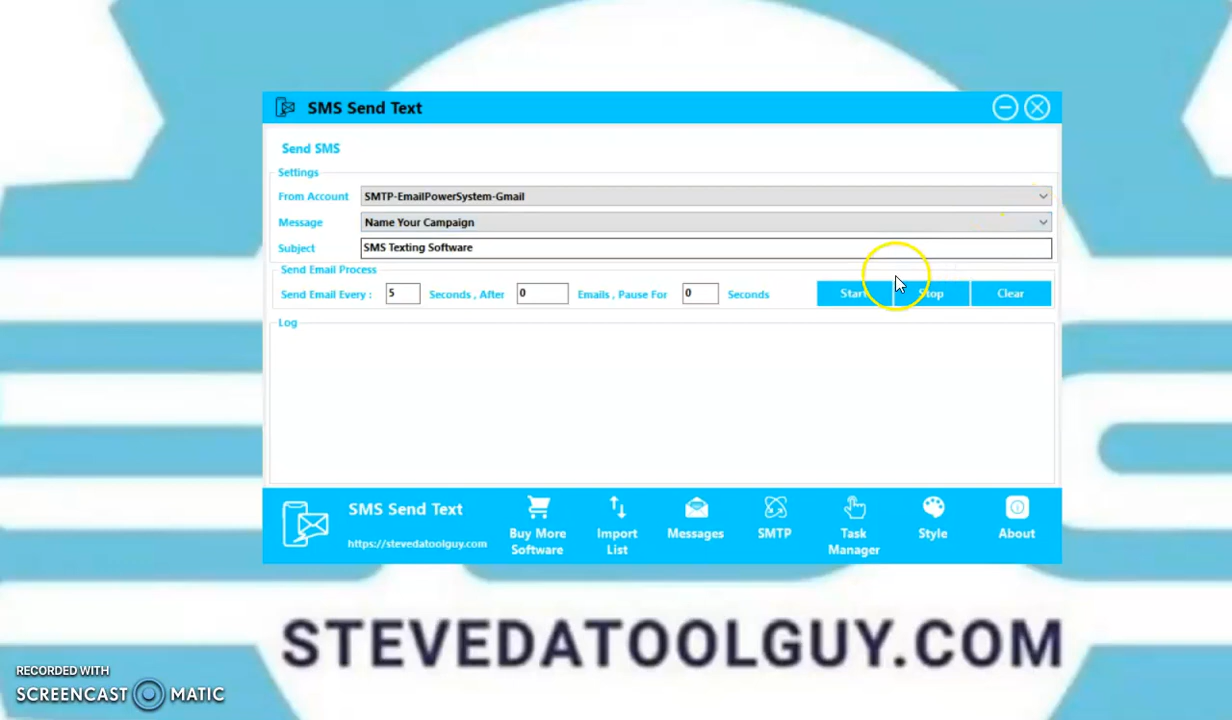 SMS Send Text
Send SMS
Settings
From Account SMTP-EmailPowerSystem-Gmail
Message Name Your Campaign
Subject SMS Texting Software
Send Email Process
Send Email Every : 5 Seconds , After 0 Emails , Pause For 0 Seconds Start Stop Clear
Log
SMS Send Text
https://stevedatoolguy.com
Buy More
Software
Import
List
Messages
SMTP
Task
Manager
Style
About
STEVEDATOOLGUY.COM
RECORDED WITH
SCREENCAST MATIC